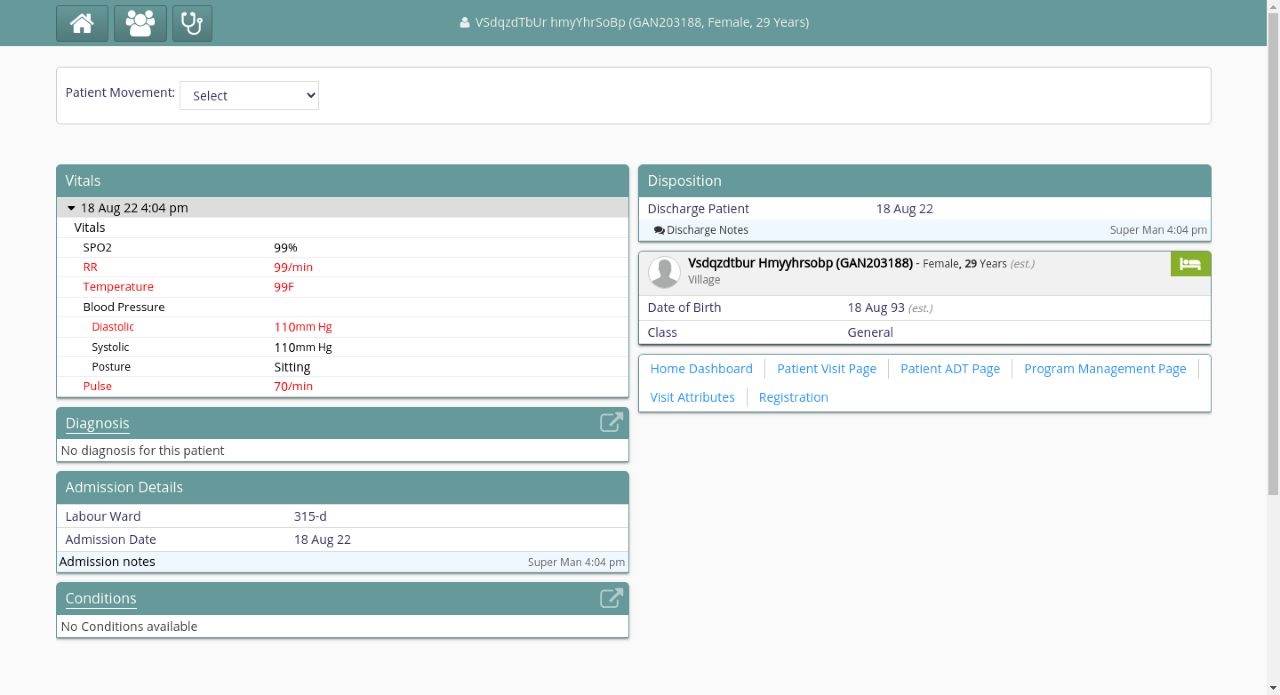 VSdqzdTbUr hmyYhrSoBp (GAN203188, Female, 29 Years)
Patient Movement: Select
Vitals
18 Aug 22 4:04 pm
Vitals
SPO2 99%
RR 99/min
Temperature 99F
Blood Pressure
Diastolic 110mm Hg
Systolic 110mm Hg
Posture Sitting
Pulse 70/min
Diagnosis
No diagnosis for this patient
Admission Details
Labour Ward 315-d
Admission Date 18 Aug 22
Admission notes Super Man 4:04 pm
Conditions
No Conditions available
Disposition
Discharge Patient 18 Aug 22
Discharge Notes Super Man 4:04 pm
Vsdqzdtbur Hmyyhrsobp (GAN203188) - Female, 29 Years (est.)
Village
Date of Birth 18 Aug 93 (est.)
Class General
Home Dashboard Patient Visit Page Patient ADT Page Program Management Page
Visit Attributes Registration